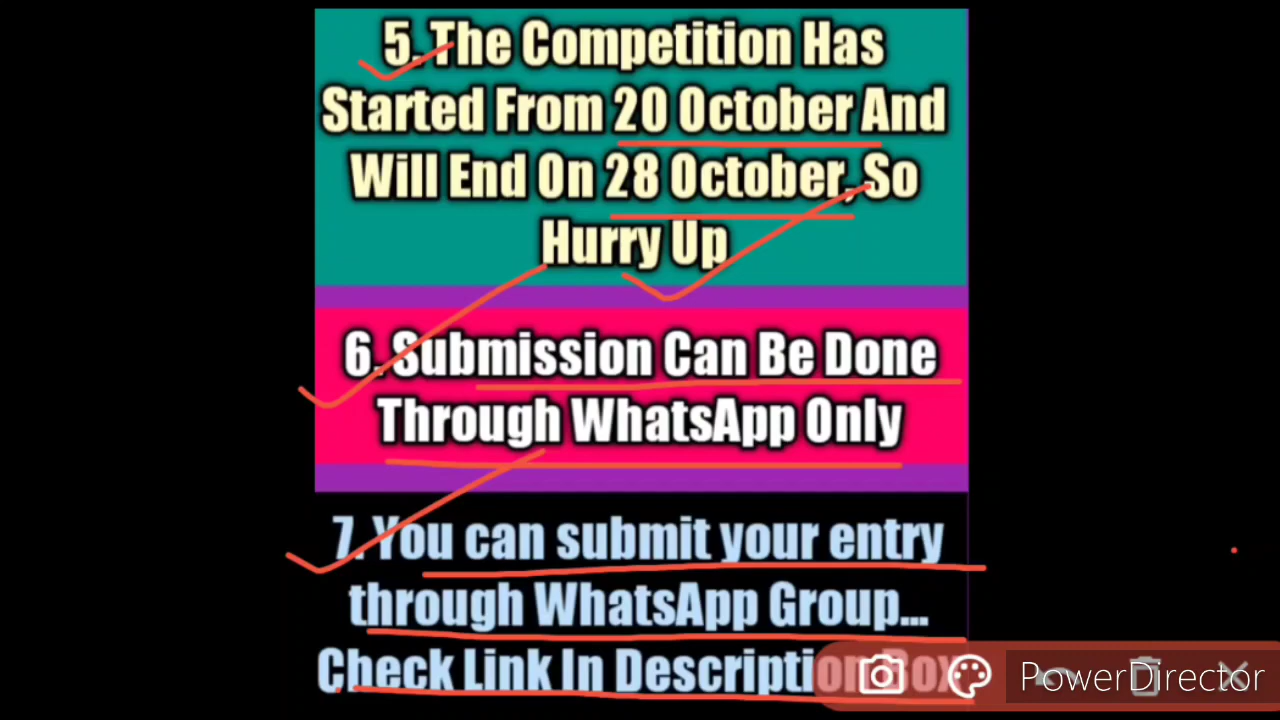 5. The Competition Has
Started From 20 October And
Will End On 28 October, So
Hurry Up
6. Submission Can Be Done
Through WhatsApp Only
7. You can submit your entry
through WhatsApp Group...
Check Link In Description Box
PowerDirector